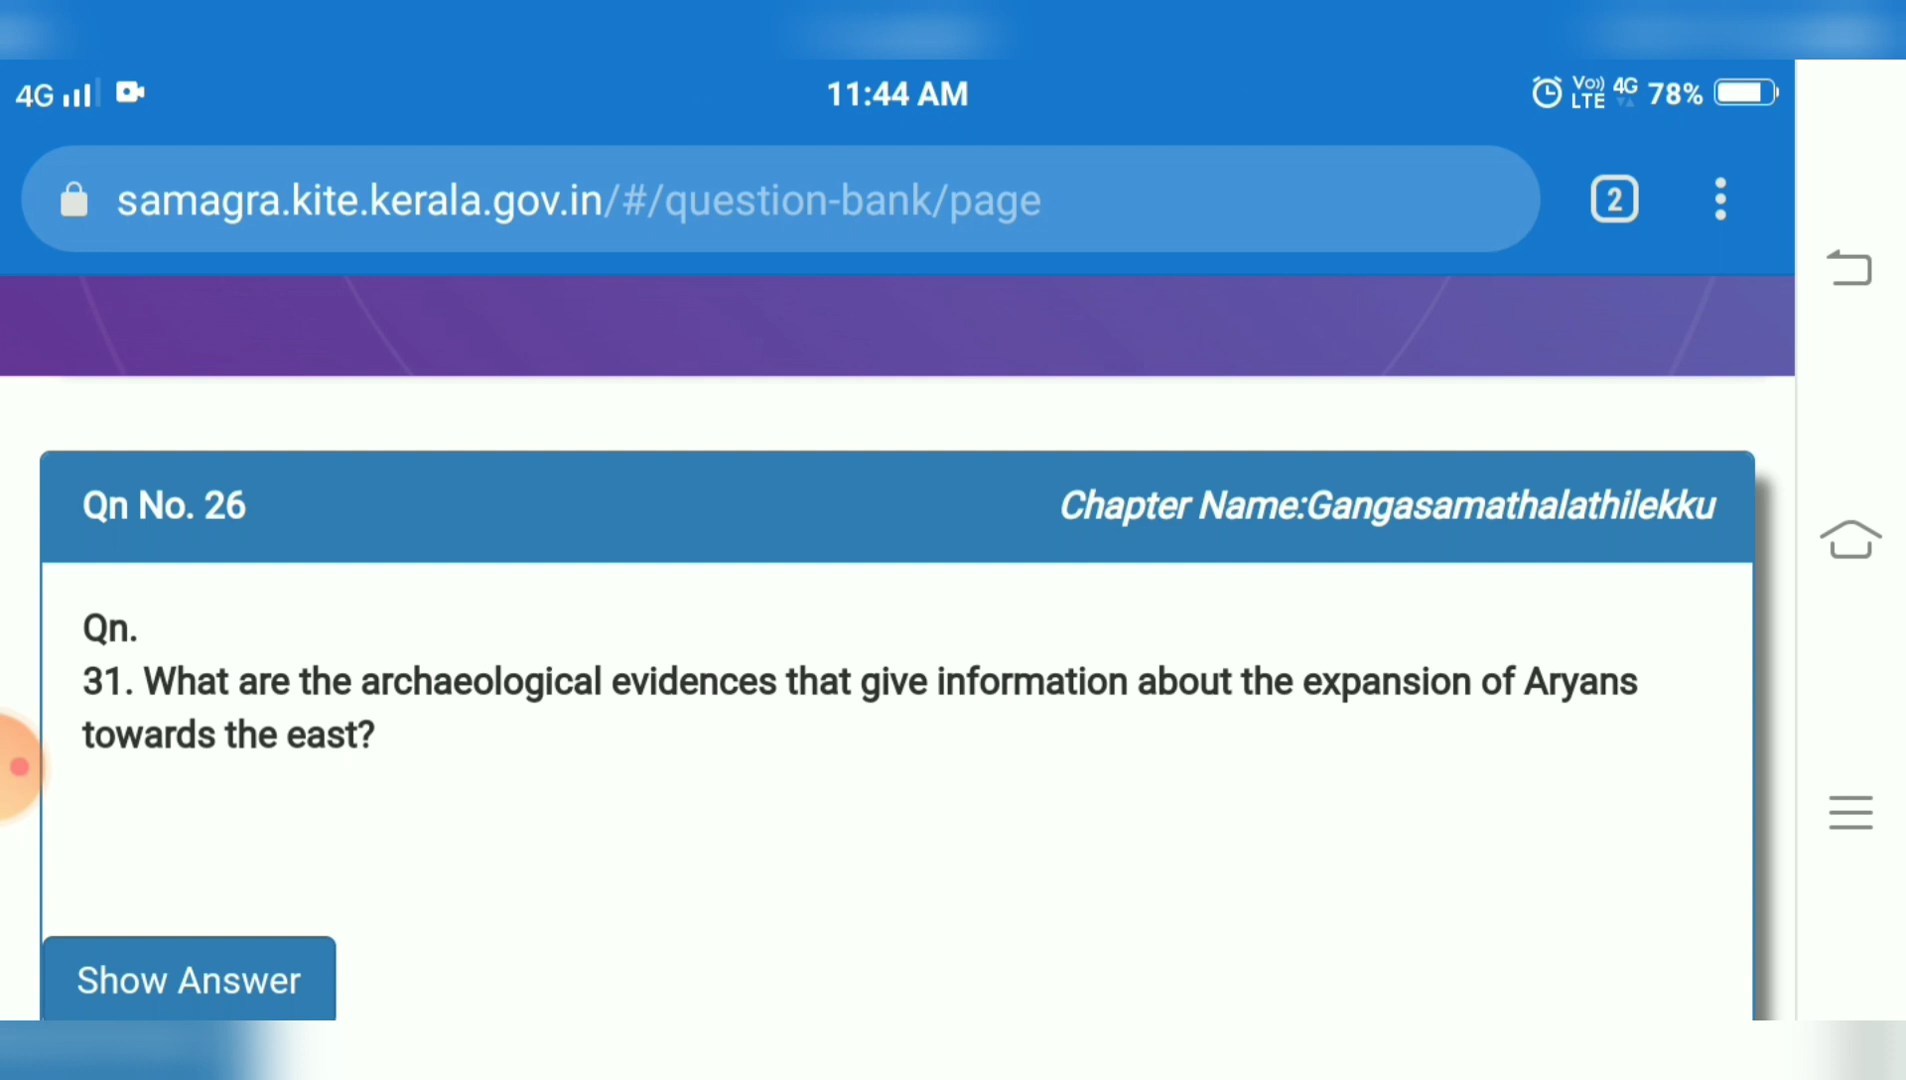 4G 11:44 AM Vo)) LTE 4G 78%
samagra.kite.kerala.gov.in/#/question-bank/page 2
Qn No. 26 Chapter Name:Gangasamathalathilekku
Qn.
31. What are the archaeological evidences that give information about the expansion of Aryans
towards the east?
Show Answer